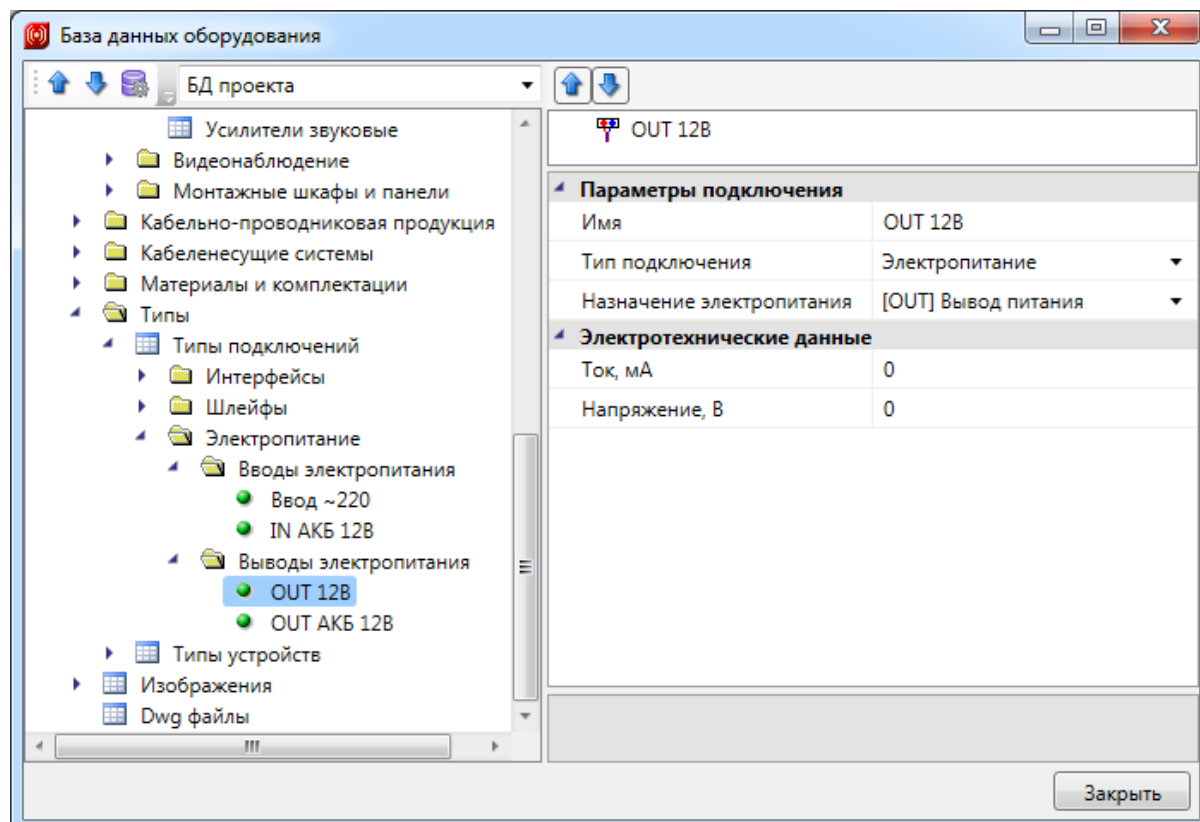 База данных оборудования
БД проекта
Усилители звуковые
Видеонаблюдение
Монтажные шкафы и панели
Кабельно-проводниковая продукция
Кабеленесущие системы
Материалы и комплектации
Типы
Типы подключений
Интерфейсы
Шлейфы
Электропитание
Вводы электропитания
Ввод ~220
IN АКБ 12В
Выводы электропитания
OUT 12В
OUT АКБ 12В
Типы устройств
Изображения
Dwg файлы
OUT 12В
Параметры подключения
Имя OUT 12В
Тип подключения Электропитание
Назначение электропитания [OUT] Вывод питания
Электротехнические данные
Ток, мА 0
Напряжение, В 0
Закрыть